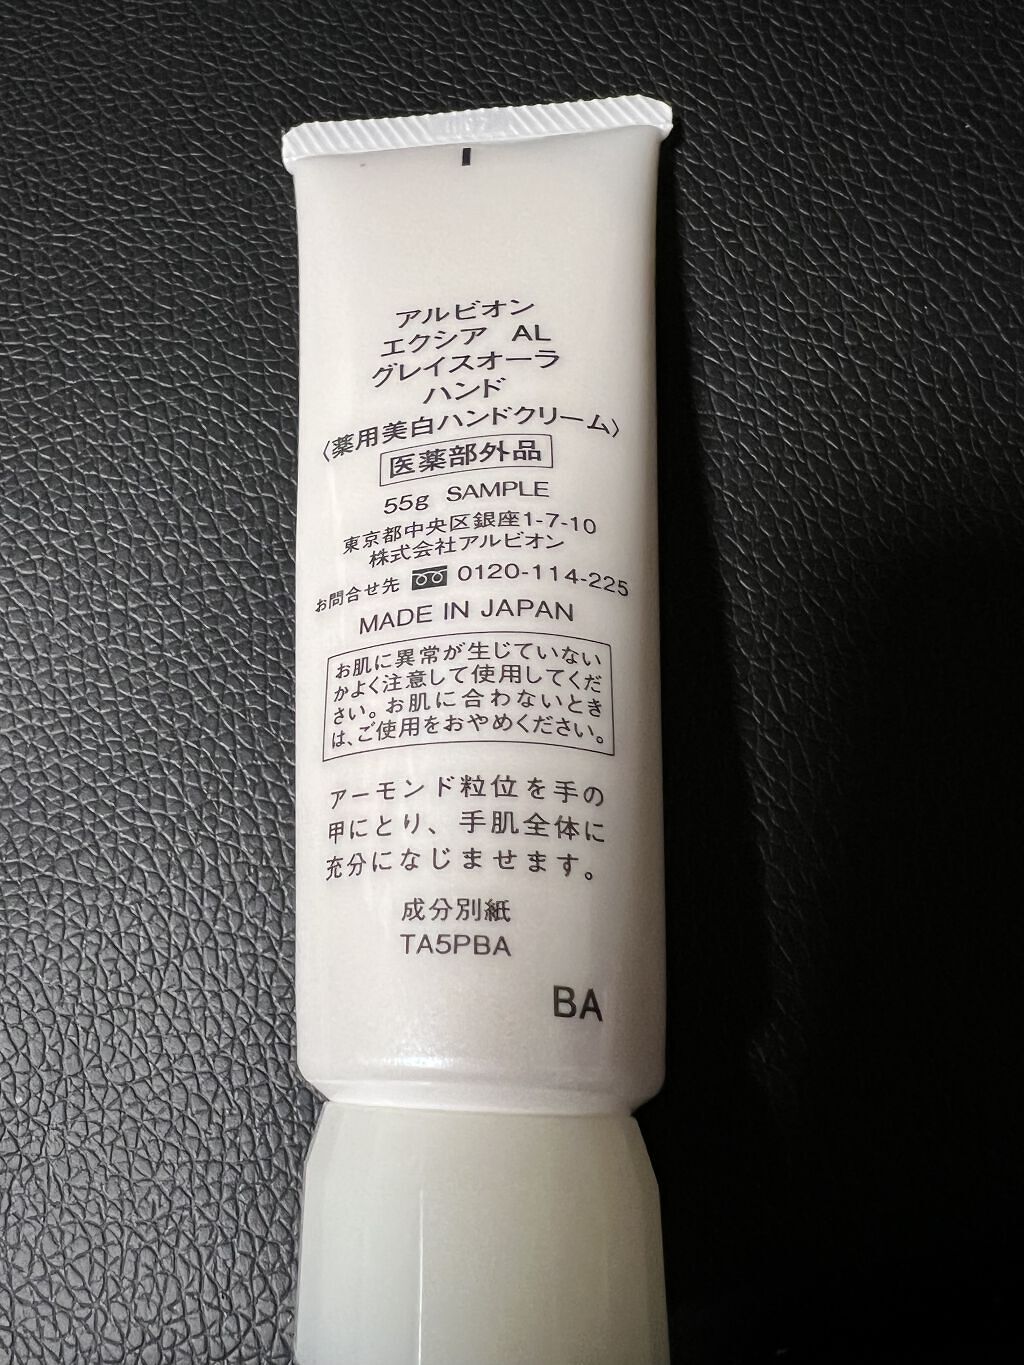 アルビオン
エクシア AL
グレイスオーラ
ハンド
〈薬用美白ハンドクリーム〉
医薬部外品
55g SAMPLE
東京都中央区銀座1-7-10
株式会社アルビオン
お問合せ先 0120-114-225
MADE IN JAPAN
お肌に異常が生じていない
かよく注意して使用してくだ
さい。お肌に合わないとき
は、ご使用をおやめください。
アーモンド粒位を手の
甲にとり、手肌全体に
充分になじませます。
成分別紙
TA5PBA
BA